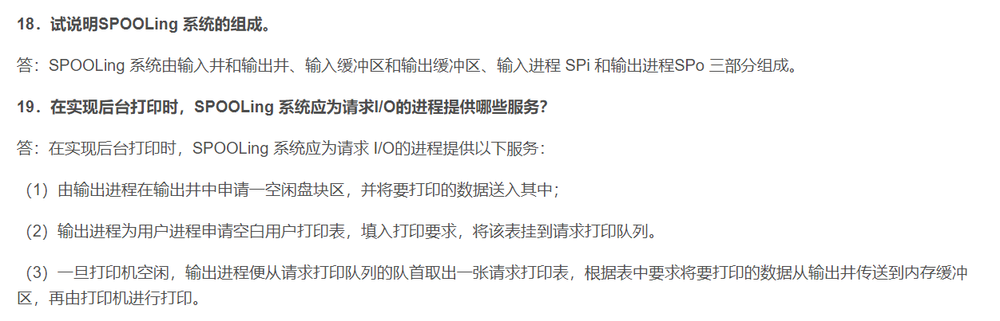 18．试说明SPOOLing 系统的组成。
答：SPOOLing 系统由输入井和输出井、输入缓冲区和输出缓冲区、输入进程 SPi 和输出进程SPo 三部分组成。
19．在实现后台打印时，SPOOLing 系统应为请求I/O的进程提供哪些服务？
答：在实现后台打印时，SPOOLing 系统应为请求 I/O的进程提供以下服务：
（1）由输出进程在输出井中申请一空闲盘块区，并将要打印的数据送入其中；
（2）输出进程为用户进程申请空白用户打印表，填入打印要求，将该表挂到请求打印队列。
（3）一旦打印机空闲，输出进程便从请求打印队列的队首取出一张请求打印表，根据表中要求将要打印的数据从输出井传送到内存缓冲
区，再由打印机进行打印。